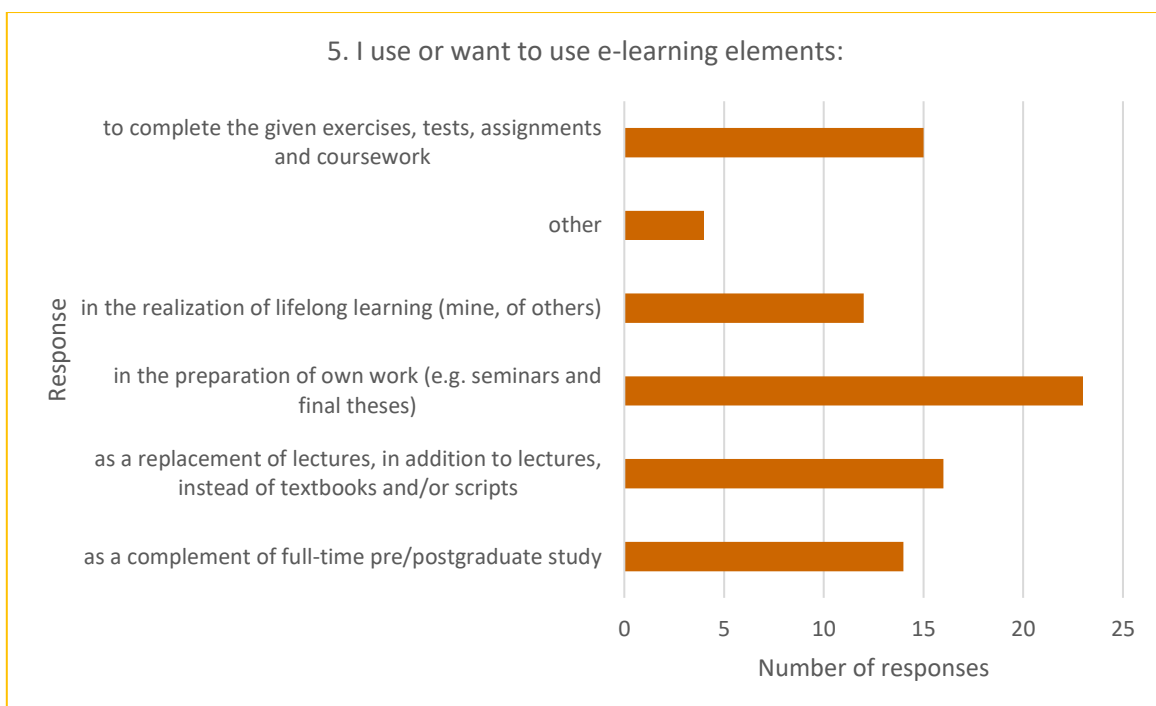 5. I use or want to use e-learning elements:
to complete the given exercises, tests, assignments
and coursework
other
in the realization of lifelong learning (mine, of others)
in the preparation of own work (e.g. seminars and
final theses)
as a replacement of lectures, in addition to lectures,
instead of textbooks and/or scripts
as a complement of full-time pre/postgraduate study
Response
0 5 10 15 20 25
Number of responses